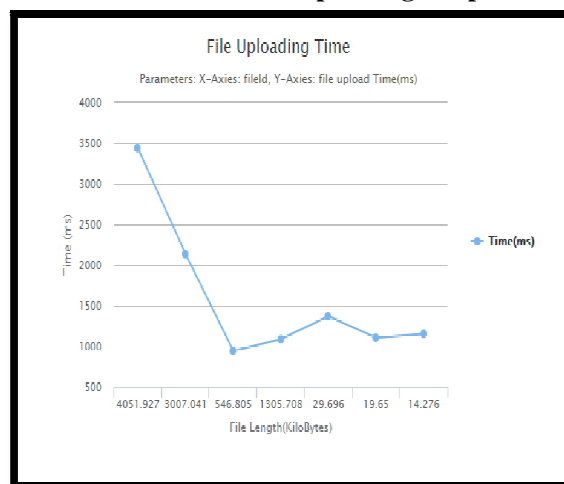 File Uploading Time
Parameters: X-Axies: fileId, Y-Axies: file upload Time(ms)
4000
3500
3000
2500
2000
1500
1000
500
Time (ms)
Time(ms)
4051.927 3007.041 546.805 1305.708 29.696 19.65 14.276
File Length(KiloBytes)